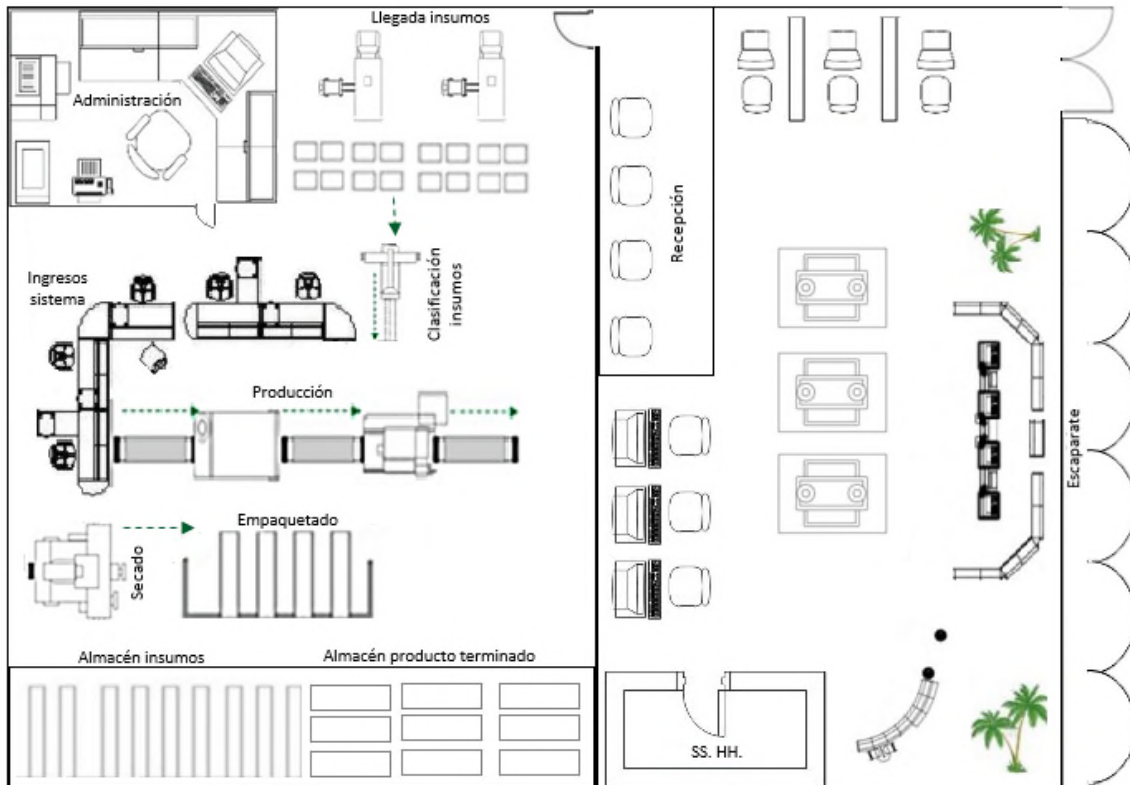 Llegada insumos
Administración
Recepción
Ingresos
sistema
Clasificación
insumos
Producción
Escaparate
Empaquetado
Secado
Almacén insumos
Almacén producto terminado
SS. HH.